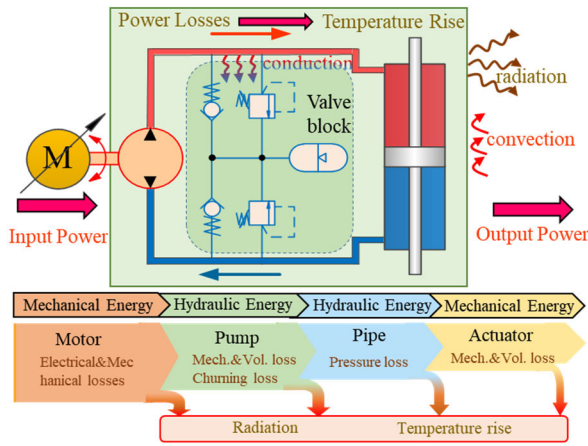 Power Losses
Temperature Rise
conduction
radiation
Valve
block
convection
M
Input Power
Output Power
Mechanical Energy
Hydraulic Energy
Hydraulic Energy
Mechanical Energy
Motor
Pump
Pipe
Actuator
Electrical&Mec
hanical losses
Mech.&Vol. loss
Churning loss
Pressure loss
Mech.&Vol. loss
Radiation
Temperature rise